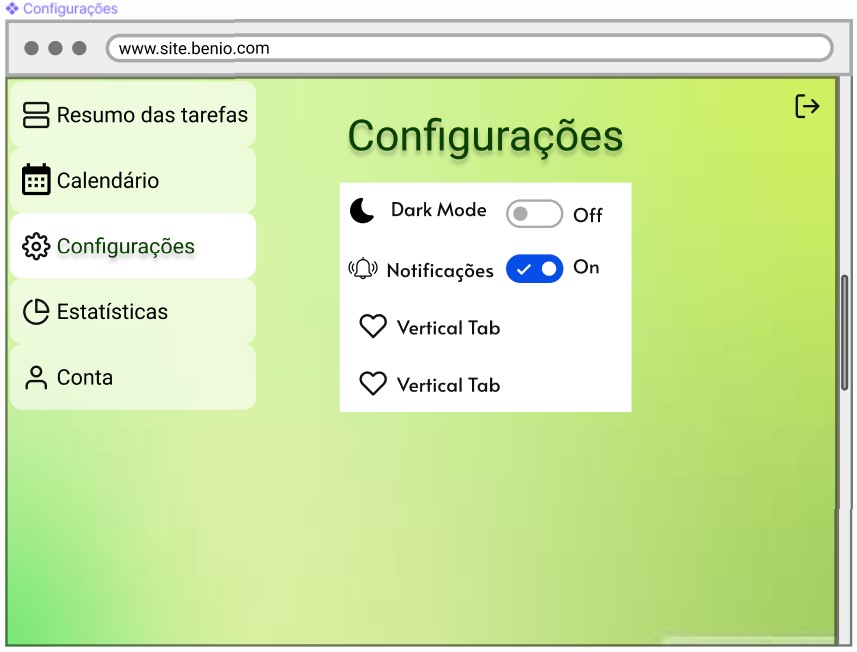 Configurações
www.site.benio.com
Resumo das tarefas
Calendário
Configurações
Estatísticas
Conta
Configurações
Dark Mode Off
Notificações On
Vertical Tab
Vertical Tab